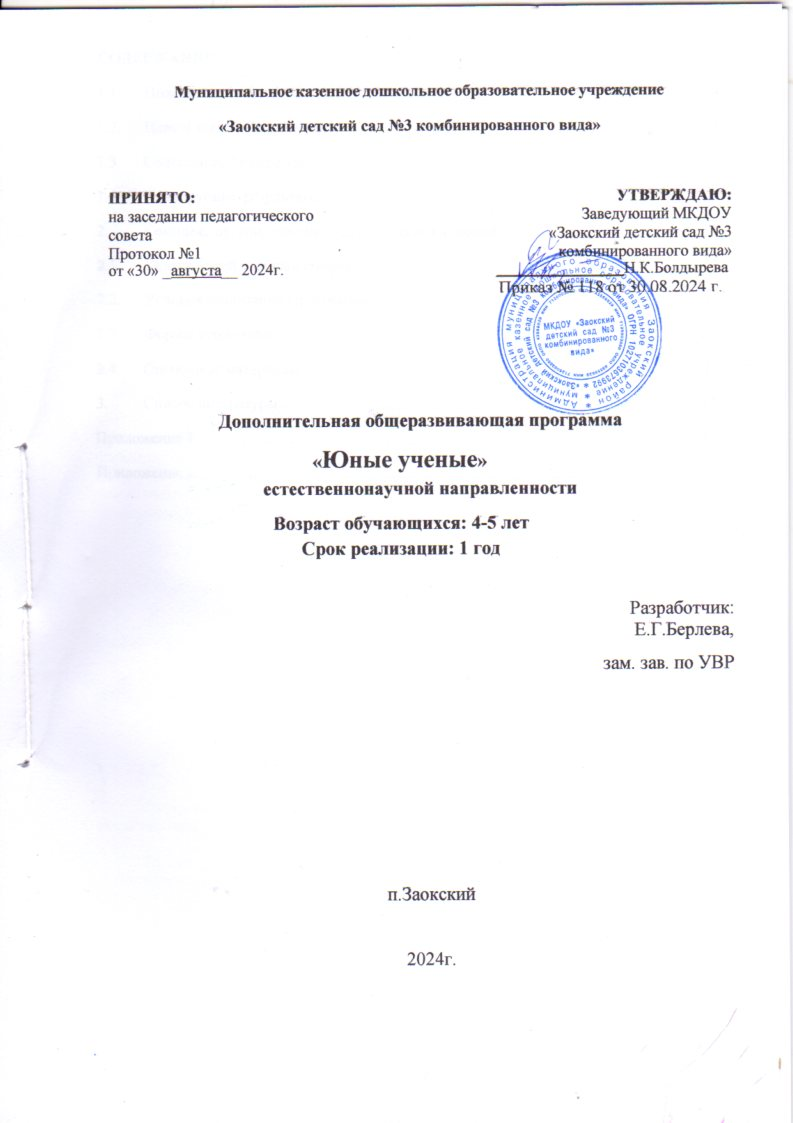 Муниципальное казенное дошкольное образовательное учреждение
«Заокский детский сад №3 комбинированного вида»
ПРИНЯТО:
на заседании педагогического
совета
Протокол №1
от «30» _августа__ 2024г.
УТВЕРЖДАЮ:
Заведующий МКДОУ
«Заокский детский сад №3
комбинированного вида»
Н.К.Болдырева
Приказ № 118 от 30.08.2024 г.
МКДОУ «Заокский
детский сад №3
комбинированного
вида»
Дополнительная общеразвивающая программа
«Юные ученые»
естественнонаучной направленности
Возраст обучающихся: 4-5 лет
Срок реализации: 1 год
Разработчик:
Е.Г.Берлева,
зам. зав. по УВР
п.Заокский
2024г.